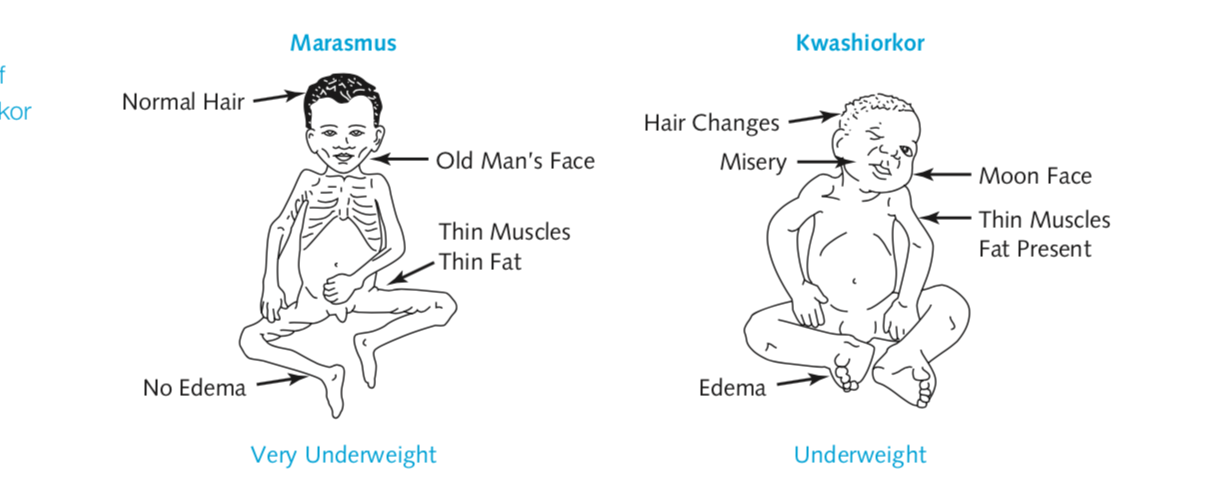 f
kor
Marasmus
Normal Hair
Old Man's Face
Thin Muscles
Thin Fat
No Edema
Very Underweight
Kwashiorkor
Hair Changes
Misery
Moon Face
Thin Muscles
Fat Present
Edema
Underweight